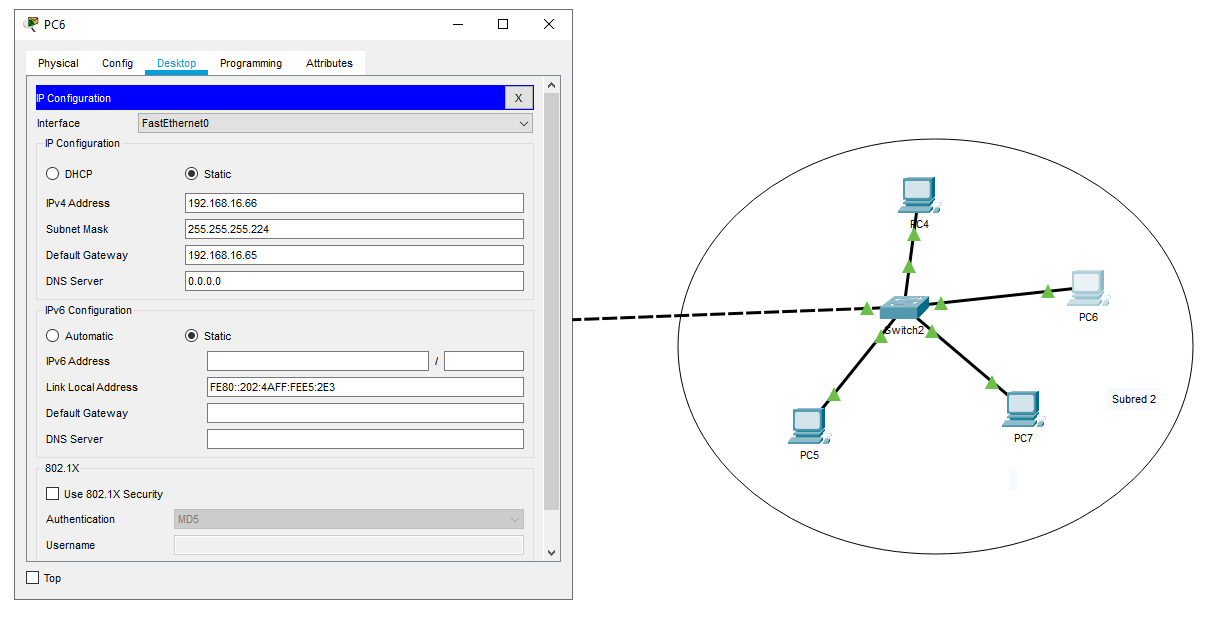 PC6
Physical Config Desktop Programming Attributes
IP Configuration X
Interface FastEthernet0
IP Configuration
DHCP Static
IPv4 Address 192.168.16.66
Subnet Mask 255.255.255.224
Default Gateway 192.168.16.65
DNS Server 0.0.0.0
IPv6 Configuration
Automatic Static
IPv6 Address /
Link Local Address FE80::202:4AFF:FEE5:2E3
Default Gateway
DNS Server
802.1X
Use 802.1X Security
Authentication MD5
Username
Top
PC4
PC6
Switch2
Subred 2
PC7
PC5